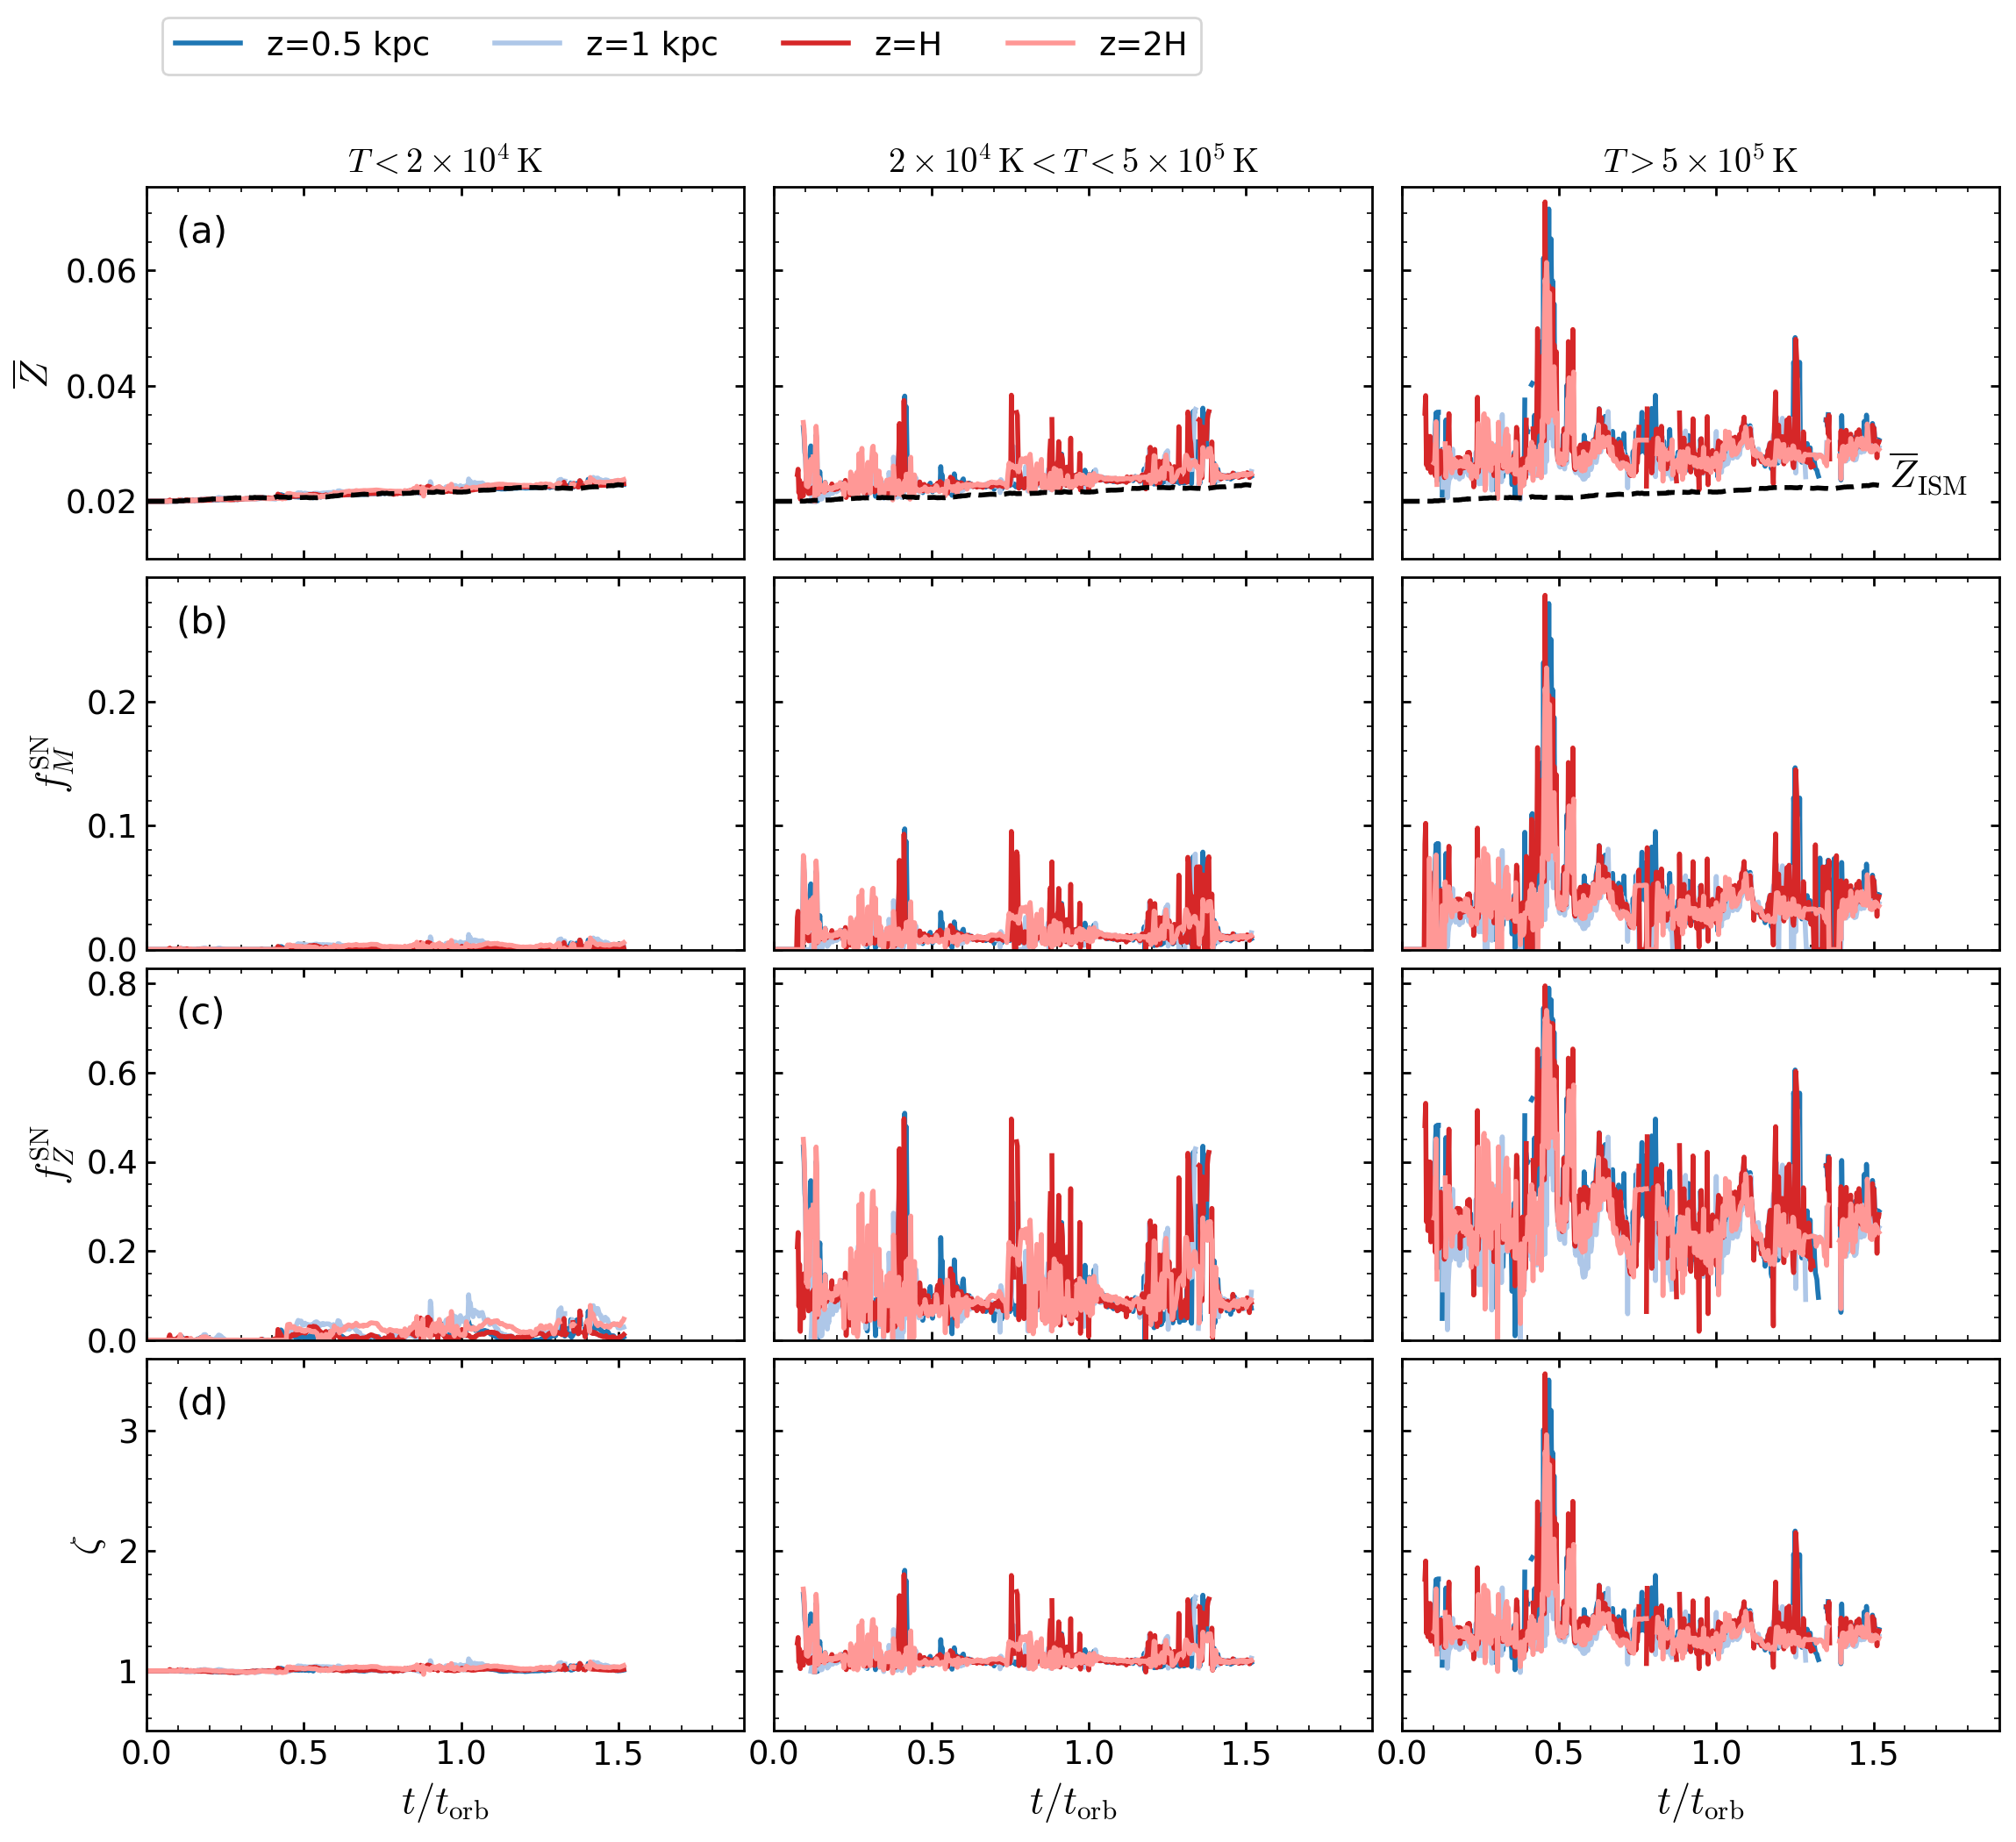 z=0.5 kpc z=1 kpc z=H z=2H
T < 2 × 10⁴ K 2 × 10⁴ K < T < 5 × 10⁵ K T > 5 × 10⁵ K
(a)
0.06
0.04
0.02
Z̅
Z̅_ISM
(b)
0.2
0.1
0.0
f_M^SN
(c)
0.8
0.6
0.4
0.2
0.0
f_Z^SN
(d)
3
2
1
ζ
0.0 0.5 1.0 1.5 0.0 0.5 1.0 1.5 0.0 0.5 1.0 1.5
t/t_orb t/t_orb t/t_orb